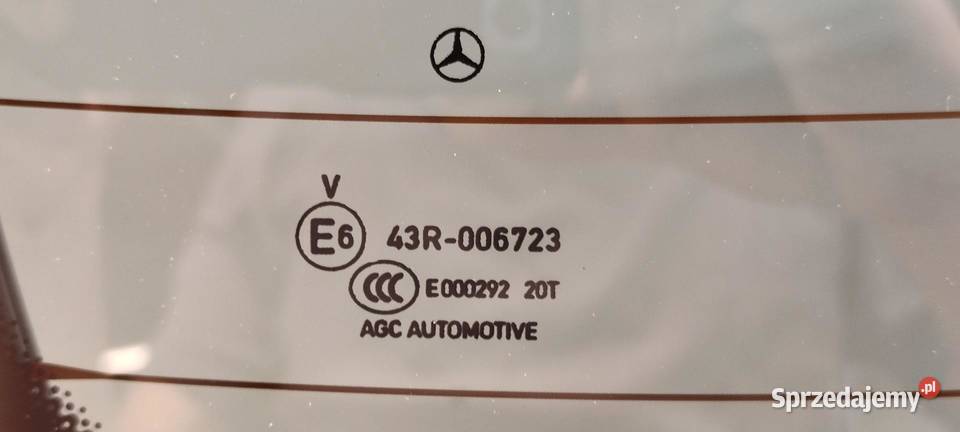 V
E6 43R-006723
CCC E000292 20T
AGC AUTOMOTIVE
Sprzedajemy.pl